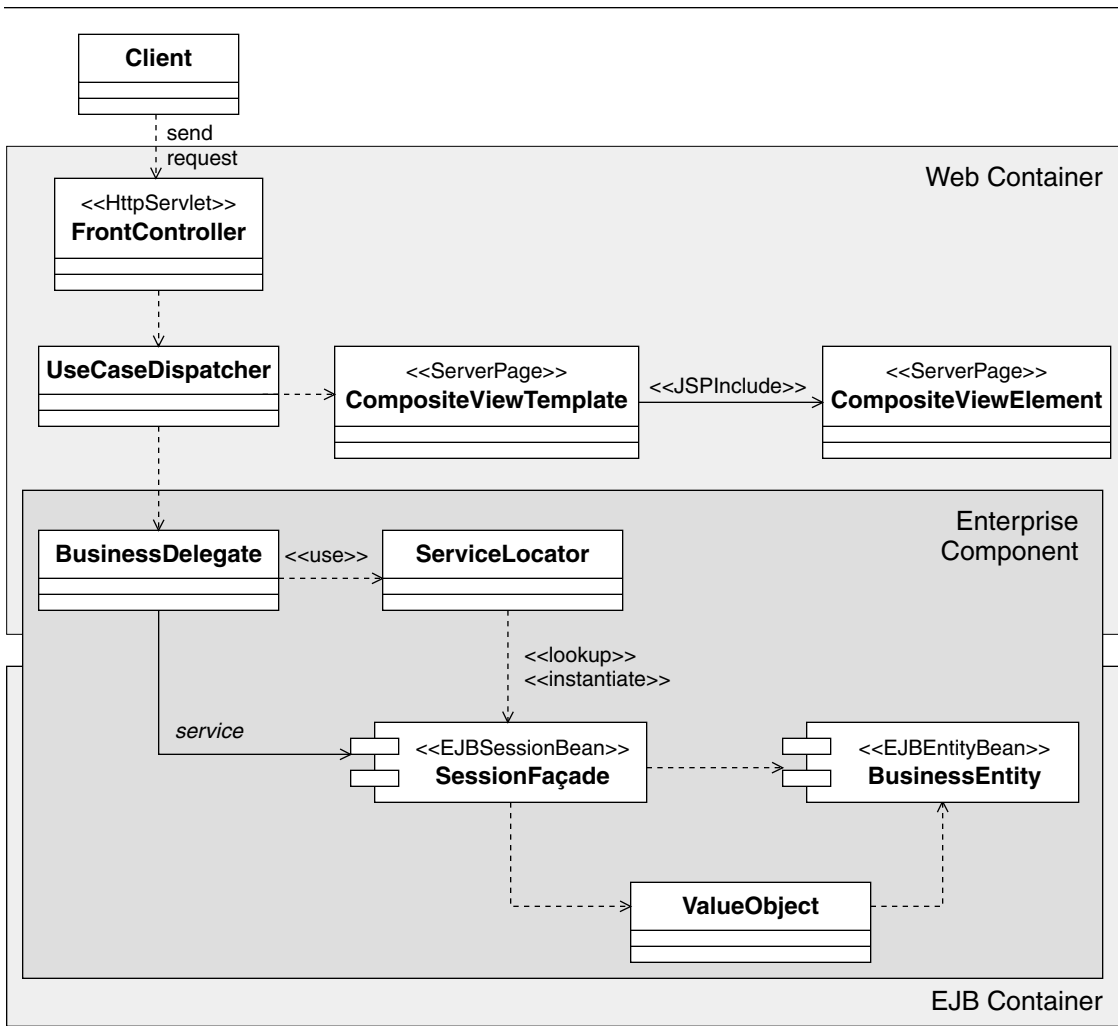 Client
send
request
Web Container
<<HttpServlet>>
FrontController
UseCaseDispatcher
<<ServerPage>>
CompositeViewTemplate
<<JSPInclude>>
<<ServerPage>>
CompositeViewElement
Enterprise
Component
BusinessDelegate
<<use>>
ServiceLocator
<<lookup>>
<<instantiate>>
service
<<EJBSessionBean>>
SessionFaçade
<<EJBEntityBean>>
BusinessEntity
ValueObject
EJB Container